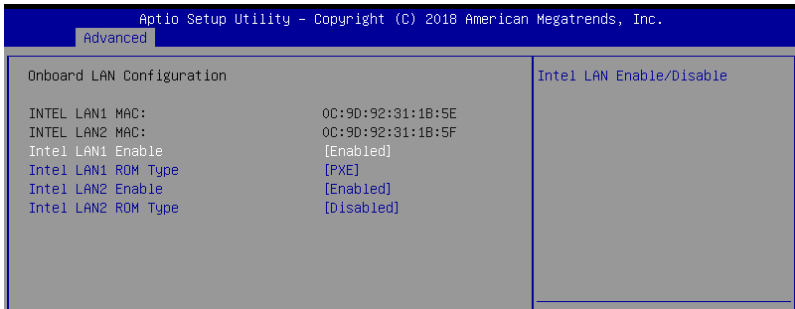 Aptio Setup Utility – Copyright (C) 2018 American Megatrends, Inc.
Advanced
Onboard LAN Configuration
Intel LAN Enable/Disable
INTEL LAN1 MAC: 0C:9D:92:31:1B:5E
INTEL LAN2 MAC: 0C:9D:92:31:1B:5F
Intel LAN1 Enable [Enabled]
Intel LAN1 ROM Type [PXE]
Intel LAN2 Enable [Enabled]
Intel LAN2 ROM Type [Disabled]